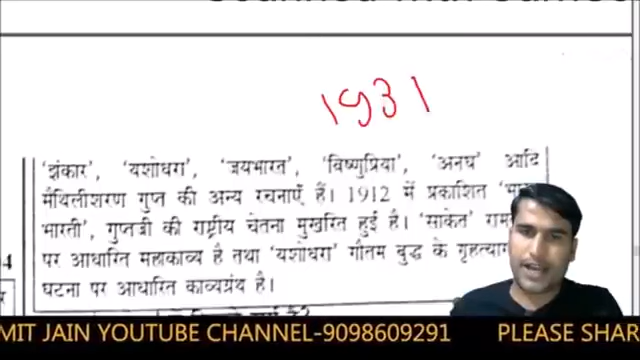 1931
'झंकार', 'यशोधरा', 'जयभारत', 'विष्णुप्रिया', 'अनघ' आदि
मैथिलीशरण गुप्त की अन्य रचनाएँ हैं। 1912 में प्रकाशित
भारती', गुप्तजी की राष्ट्रीय चेतना मुखरित हुई है। 'साकेत'
पर आधारित महाकाव्य है तथा 'यशोधरा' गौतम बुद्ध के
घटना पर आधारित काव्यग्रंथ है।
MIT JAIN YOUTUBE CHANNEL-9098609291 PLEASE SHAR